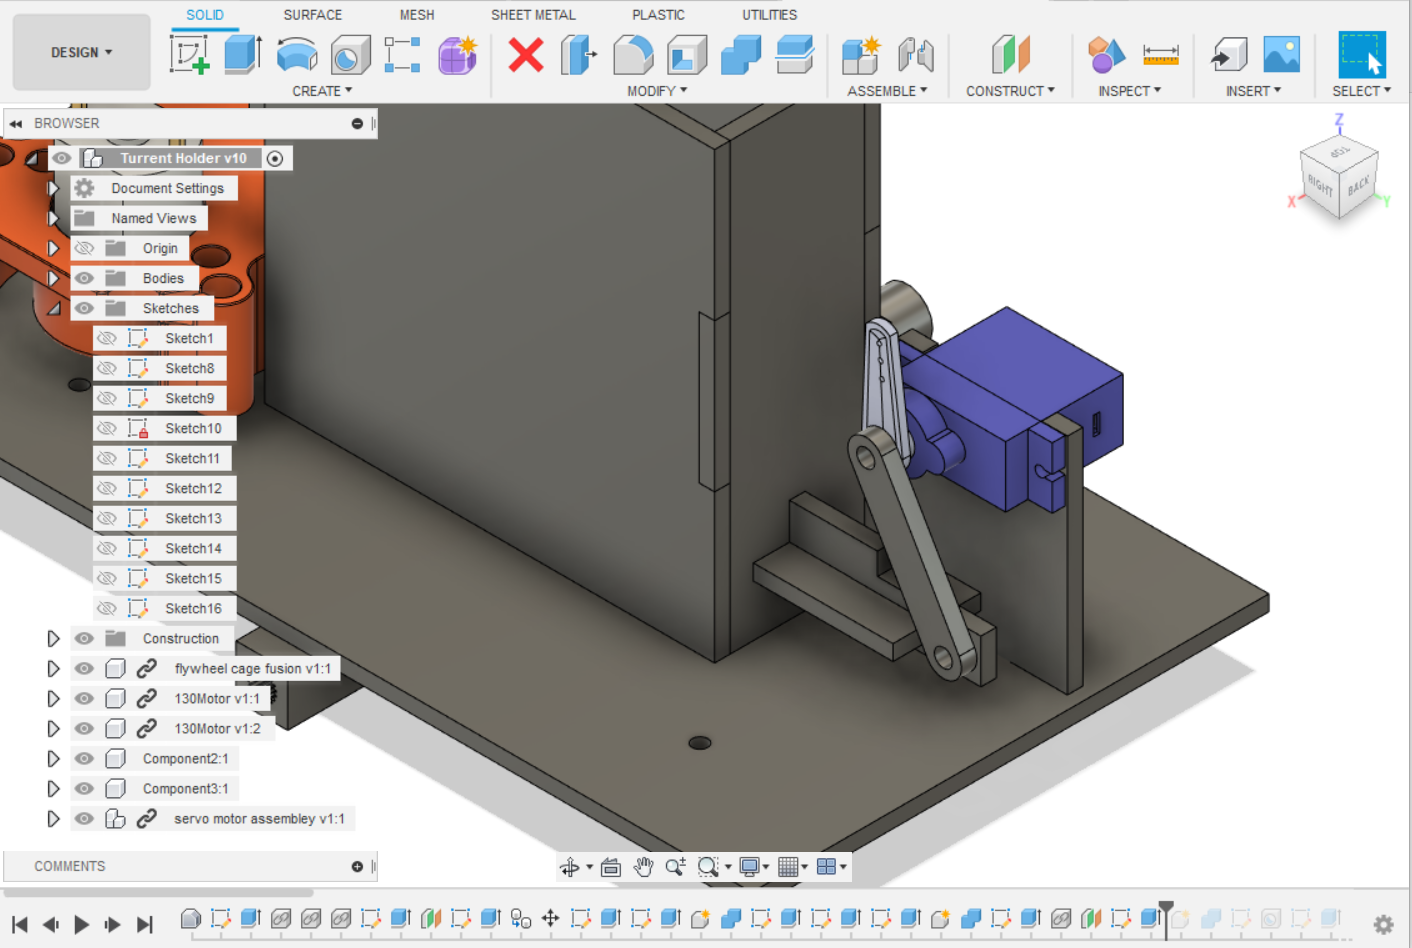 SOLID SURFACE MESH SHEET METAL PLASTIC UTILITIES
DESIGN
CREATE MODIFY ASSEMBLE CONSTRUCT INSPECT INSERT SELECT
BROWSER
Turrent Holder v10
Document Settings
Named Views
Origin
Bodies
Sketches
Sketch1
Sketch8
Sketch9
Sketch10
Sketch11
Sketch12
Sketch13
Sketch14
Sketch15
Sketch16
Construction
flywheel cage fusion v1:1
130Motor v1:1
130Motor v1:2
Component2:1
Component3:1
servo motor assembley v1:1
COMMENTS
Z
TOP
RIGHT BACK
X Y